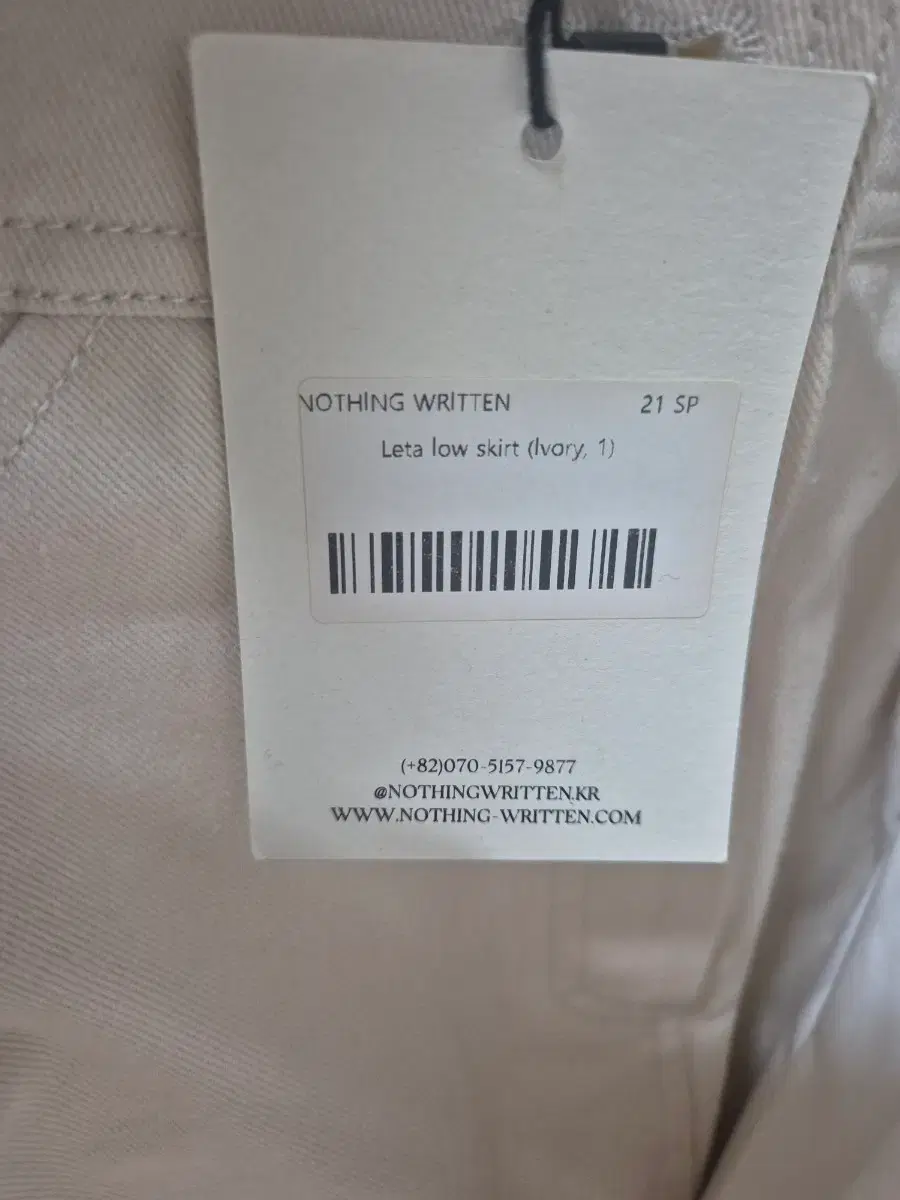 NOTHING WRITTEN 21 SP
Leta low skirt (Ivory, 1)
(+82)070-5157-9877
@NOTHINGWRITTEN.KR
WWW.NOTHING-WRITTEN.COM